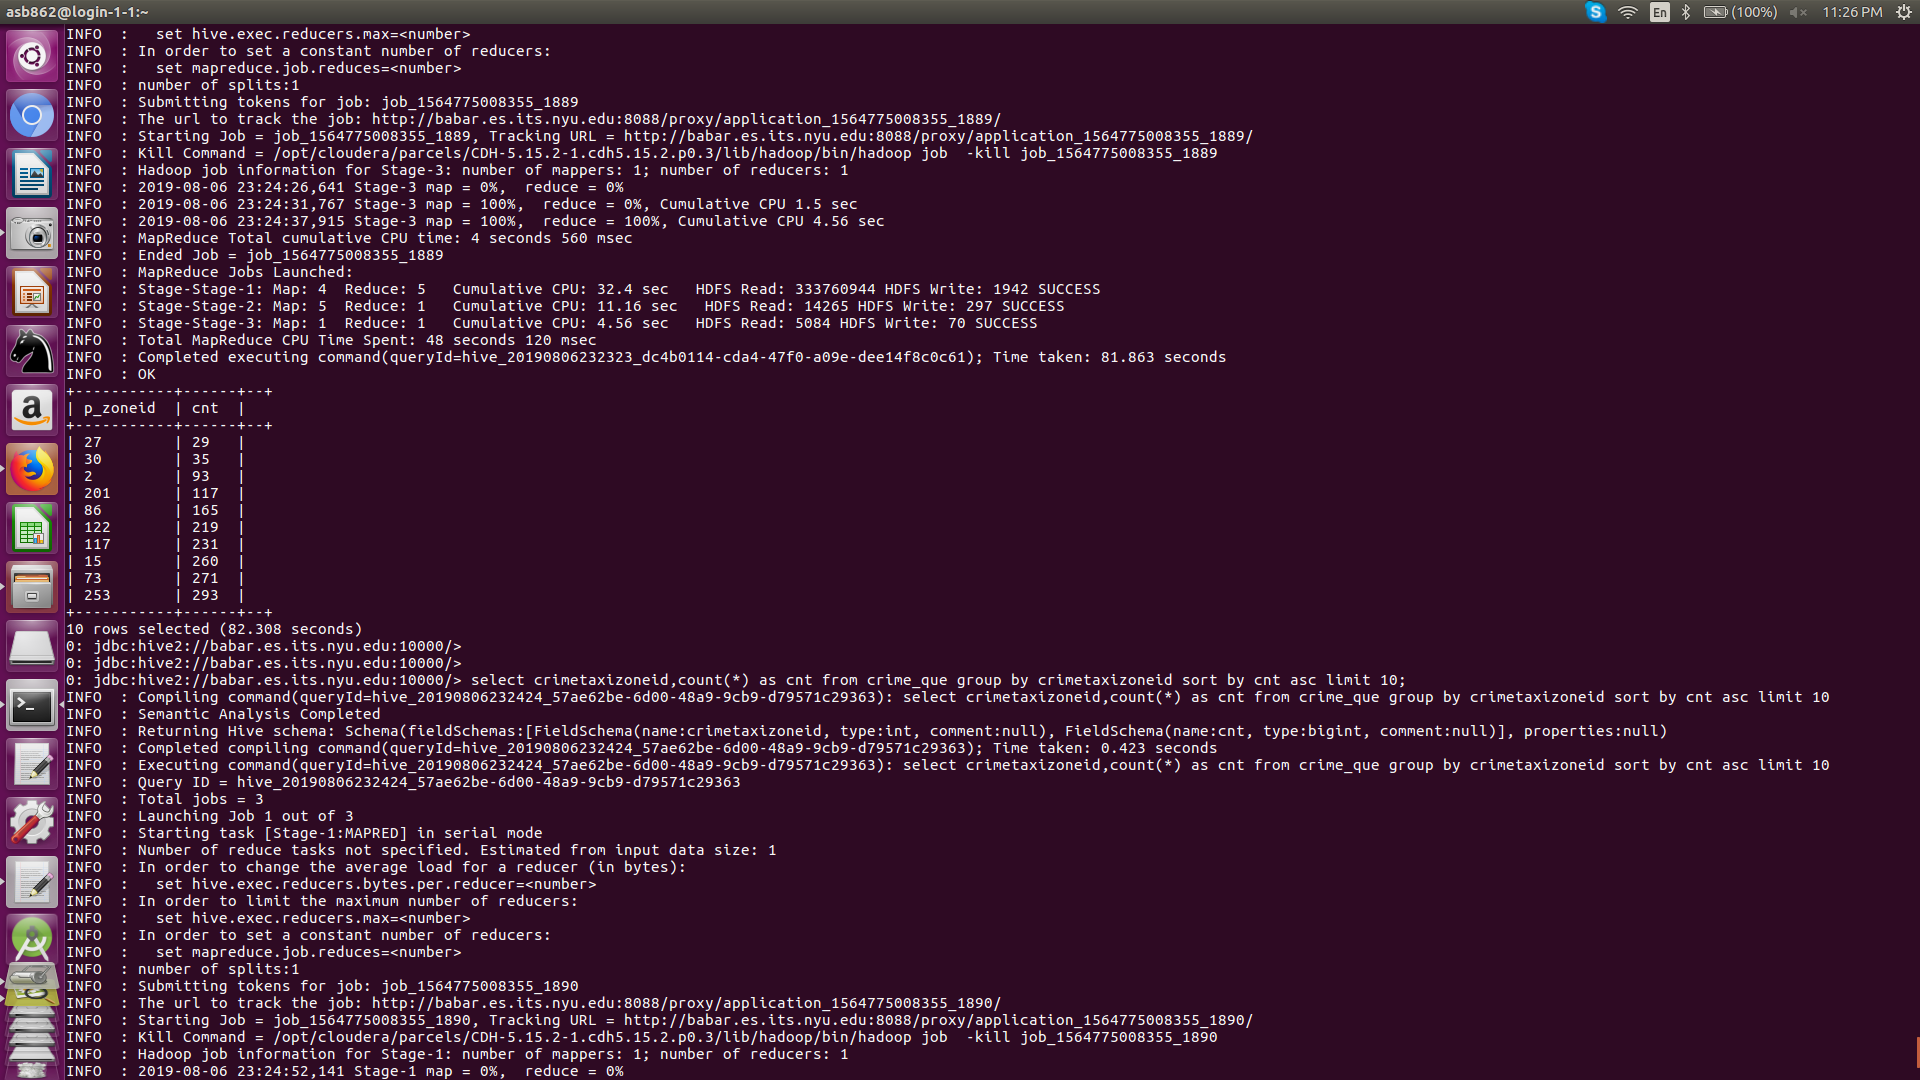 asb862@login-1-1:~
En
(100%)
11:26 PM
INFO  :   set hive.exec.reducers.max=<number>
INFO  : In order to set a constant number of reducers:
INFO  :   set mapreduce.job.reduces=<number>
INFO  : number of splits:1
INFO  : Submitting tokens for job: job_1564775008355_1889
INFO  : The url to track the job: http://babar.es.its.nyu.edu:8088/proxy/application_1564775008355_1889/
INFO  : Starting Job = job_1564775008355_1889, Tracking URL = http://babar.es.its.nyu.edu:8088/proxy/application_1564775008355_1889/
INFO  : Kill Command = /opt/cloudera/parcels/CDH-5.15.2-1.cdh5.15.2.p0.3/lib/hadoop/bin/hadoop job  -kill job_1564775008355_1889
INFO  : Hadoop job information for Stage-3: number of mappers: 1; number of reducers: 1
INFO  : 2019-08-06 23:24:26,641 Stage-3 map = 0%,  reduce = 0%
INFO  : 2019-08-06 23:24:31,767 Stage-3 map = 100%,  reduce = 0%, Cumulative CPU 1.5 sec
INFO  : 2019-08-06 23:24:37,915 Stage-3 map = 100%,  reduce = 100%, Cumulative CPU 4.56 sec
INFO  : MapReduce Total cumulative CPU time: 4 seconds 560 msec
INFO  : Ended Job = job_1564775008355_1889
INFO  : MapReduce Jobs Launched:
INFO  : Stage-Stage-1: Map: 4  Reduce: 5   Cumulative CPU: 32.4 sec   HDFS Read: 333760944 HDFS Write: 1942 SUCCESS
INFO  : Stage-Stage-2: Map: 5  Reduce: 1   Cumulative CPU: 11.16 sec   HDFS Read: 14265 HDFS Write: 297 SUCCESS
INFO  : Stage-Stage-3: Map: 1  Reduce: 1   Cumulative CPU: 4.56 sec   HDFS Read: 5084 HDFS Write: 70 SUCCESS
INFO  : Total MapReduce CPU Time Spent: 48 seconds 120 msec
INFO  : Completed executing command(queryId=hive_20190806232323_dc4b0114-cda4-47f0-a09e-dee14f8c0c61); Time taken: 81.863 seconds
INFO  : OK
+-----------+------+--+
| p_zoneid  | cnt  |
+-----------+------+--+
| 27        | 29   |
| 30        | 35   |
| 2         | 93   |
| 201       | 117  |
| 86        | 165  |
| 122       | 219  |
| 117       | 231  |
| 15        | 260  |
| 73        | 271  |
| 253       | 293  |
+-----------+------+--+
10 rows selected (82.308 seconds)
0: jdbc:hive2://babar.es.its.nyu.edu:10000/>
0: jdbc:hive2://babar.es.its.nyu.edu:10000/>
0: jdbc:hive2://babar.es.its.nyu.edu:10000/> select crimetaxizoneid,count(*) as cnt from crime_que group by crimetaxizoneid sort by cnt asc limit 10;
INFO  : Compiling command(queryId=hive_20190806232424_57ae62be-6d00-48a9-9cb9-d79571c29363): select crimetaxizoneid,count(*) as cnt from crime_que group by crimetaxizoneid sort by cnt asc limit 10
INFO  : Semantic Analysis Completed
INFO  : Returning Hive schema: Schema(fieldSchemas:[FieldSchema(name:crimetaxizoneid, type:int, comment:null), FieldSchema(name:cnt, type:bigint, comment:null)], properties:null)
INFO  : Completed compiling command(queryId=hive_20190806232424_57ae62be-6d00-48a9-9cb9-d79571c29363); Time taken: 0.423 seconds
INFO  : Executing command(queryId=hive_20190806232424_57ae62be-6d00-48a9-9cb9-d79571c29363): select crimetaxizoneid,count(*) as cnt from crime_que group by crimetaxizoneid sort by cnt asc limit 10
INFO  : Query ID = hive_20190806232424_57ae62be-6d00-48a9-9cb9-d79571c29363
INFO  : Total jobs = 3
INFO  : Launching Job 1 out of 3
INFO  : Starting task [Stage-1:MAPRED] in serial mode
INFO  : Number of reduce tasks not specified. Estimated from input data size: 1
INFO  : In order to change the average load for a reducer (in bytes):
INFO  :   set hive.exec.reducers.bytes.per.reducer=<number>
INFO  : In order to limit the maximum number of reducers:
INFO  :   set hive.exec.reducers.max=<number>
INFO  : In order to set a constant number of reducers:
INFO  :   set mapreduce.job.reduces=<number>
INFO  : number of splits:1
INFO  : Submitting tokens for job: job_1564775008355_1890
INFO  : The url to track the job: http://babar.es.its.nyu.edu:8088/proxy/application_1564775008355_1890/
INFO  : Starting Job = job_1564775008355_1890, Tracking URL = http://babar.es.its.nyu.edu:8088/proxy/application_1564775008355_1890/
INFO  : Kill Command = /opt/cloudera/parcels/CDH-5.15.2-1.cdh5.15.2.p0.3/lib/hadoop/bin/hadoop job  -kill job_1564775008355_1890
INFO  : Hadoop job information for Stage-1: number of mappers: 1; number of reducers: 1
INFO  : 2019-08-06 23:24:52,141 Stage-1 map = 0%,  reduce = 0%